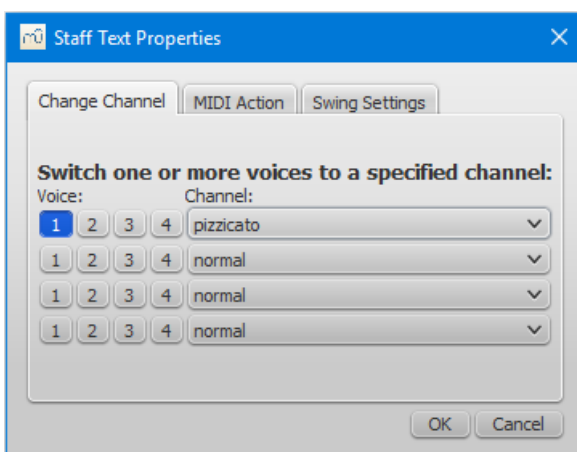 Staff Text Properties
Change Channel MIDI Action Swing Settings
Switch one or more voices to a specified channel:
Voice: Channel:
1 2 3 4 pizzicato
1 2 3 4 normal
1 2 3 4 normal
1 2 3 4 normal
OK Cancel